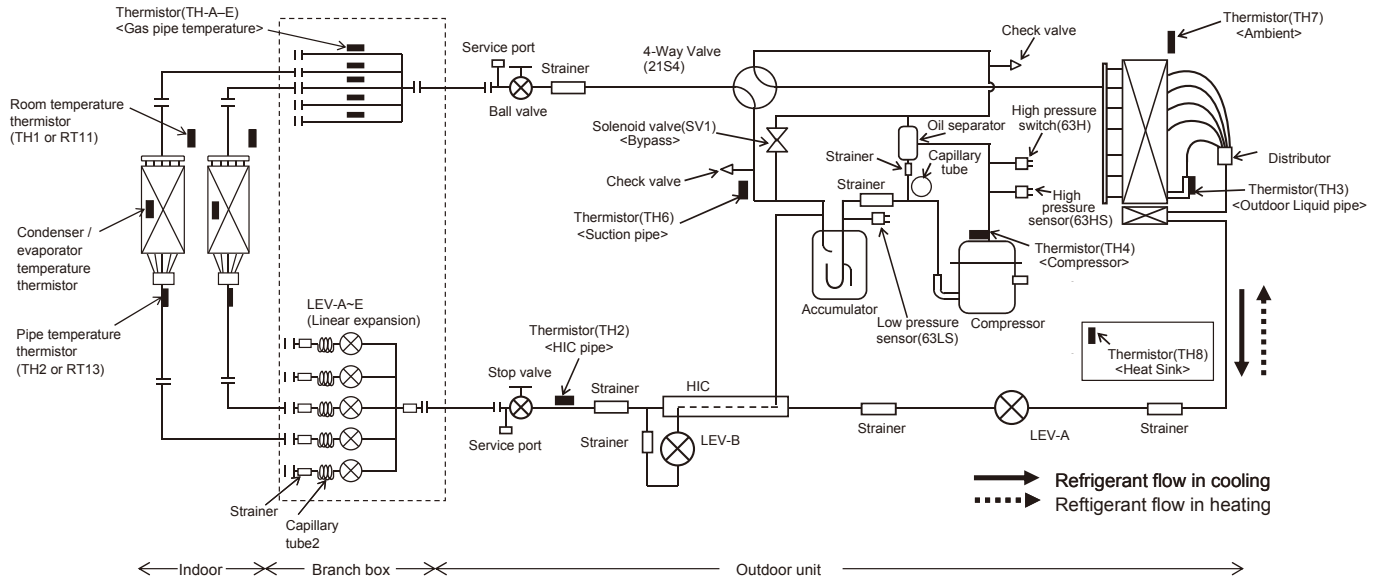 Thermistor(TH-A–E)
<Gas pipe temperature>
Room temperature
thermistor
(TH1 or RT11)
Condenser /
evaporator
temperature
thermistor
Pipe temperature
thermistor
(TH2 or RT13)
LEV-A~E
(Linear expansion)
Strainer
Capillary
tube2
Service port
Strainer
Ball valve
4-Way Valve
(21S4)
Check valve
Thermistor(TH7)
<Ambient>
Solenoid valve(SV1)
<Bypass>
Oil separator
High pressure
switch(63H)
Strainer
Capillary
tube
Strainer
Check valve
Thermistor(TH6)
<Suction pipe>
High
pressure
sensor(63HS)
Distributor
Thermistor(TH3)
<Outdoor Liquid pipe>
Thermistor(TH4)
<Compressor>
Accumulator
Low pressure
sensor(63LS)
Compressor
Thermistor(TH8)
<Heat Sink>
Thermistor(TH2)
<HIC pipe>
Stop valve
Strainer
HIC
Service port
Strainer
LEV-B
Strainer
LEV-A
Strainer
Refrigerant flow in cooling
Reftigerant flow in heating
Indoor
Branch box
Outdoor unit